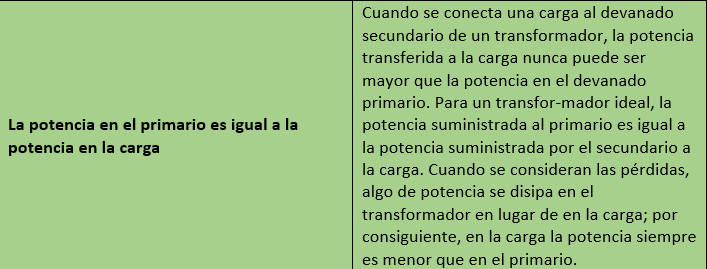 La potencia en el primario es igual a la
potencia en la carga
Cuando se conecta una carga al devanado
secundario de un transformador, la potencia
transferida a la carga nunca puede ser
mayor que la potencia en el devanado
primario. Para un transfor-mador ideal, la
potencia suministrada al primario es igual a
la potencia suministrada por el secundario a
la carga. Cuando se consideran las pérdidas,
algo de potencia se disipa en el
transformador en lugar de en la carga; por
consiguiente, en la carga la potencia siempre
es menor que en el primario.